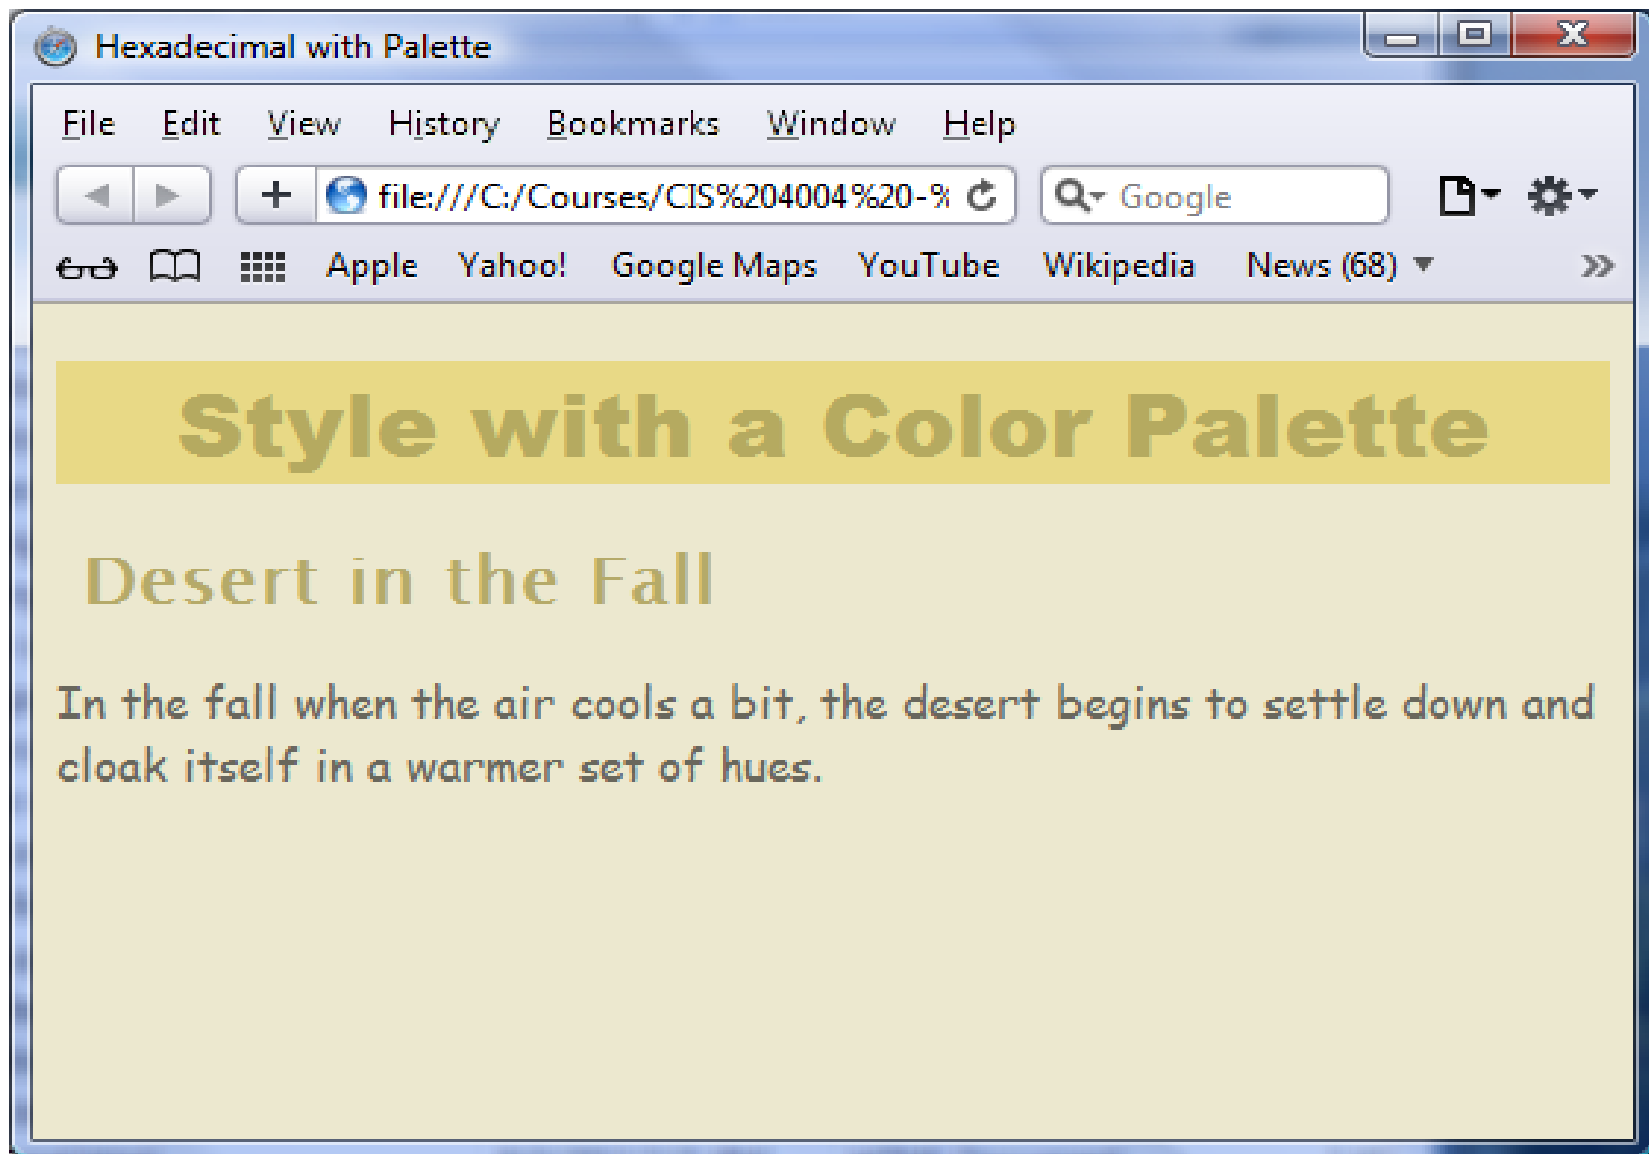 Hexadecimal with Palette
File Edit View History Bookmarks Window Help
file:///C:/Courses/CIS%204004%20-% Google
Apple Yahoo! Google Maps YouTube Wikipedia News (68)
Style with a Color Palette
Desert in the Fall
In the fall when the air cools a bit, the desert begins to settle down and
cloak itself in a warmer set of hues.